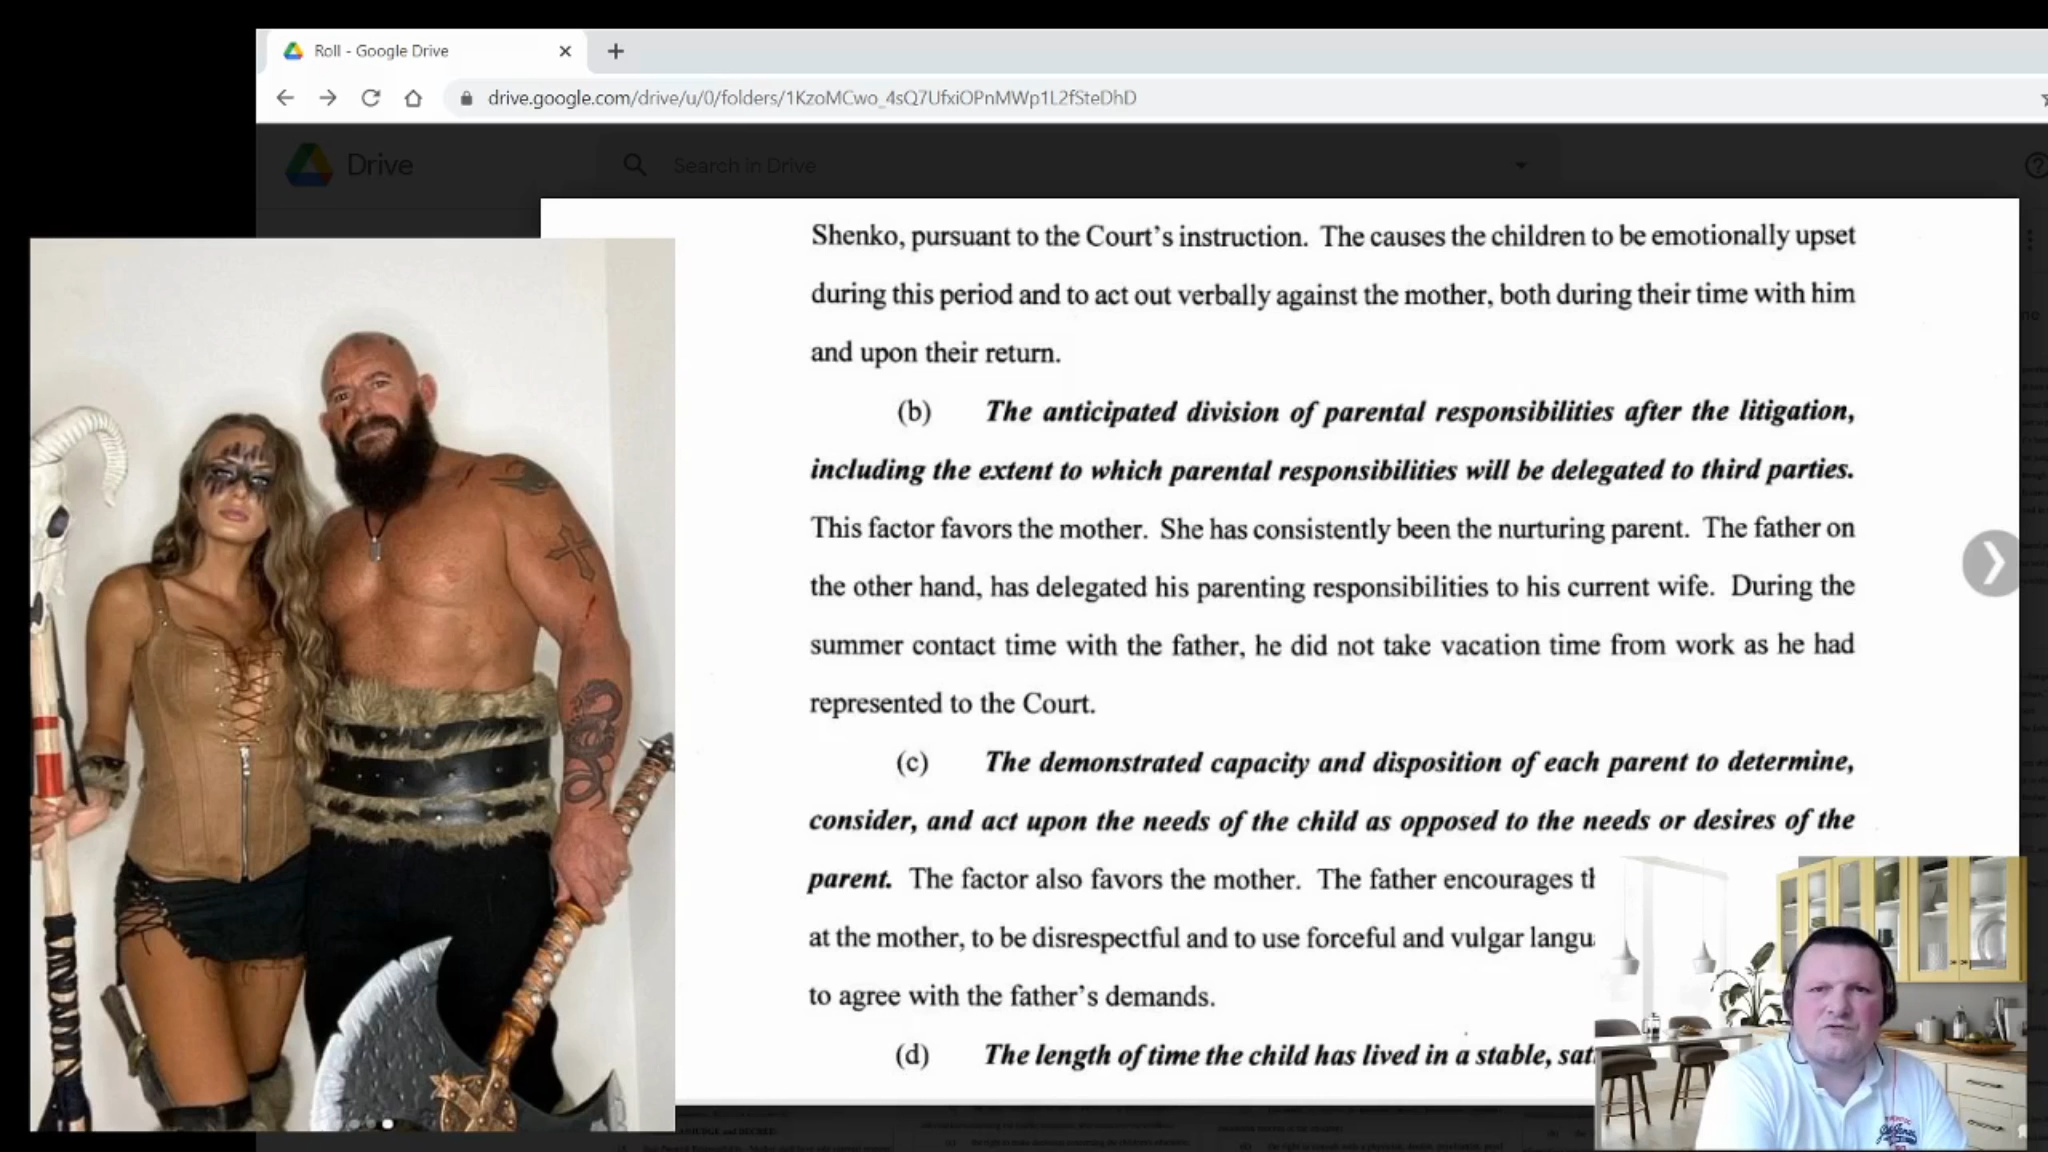 Roll - Google Drive
drive.google.com/drive/u/0/folders/1KzoMCwo_4sQ7UfxiOPnMWp1L2fSteDhD
Drive
Search in Drive
Shenko, pursuant to the Court's instruction. The causes the children to be emotionally upset
during this period and to act out verbally against the mother, both during their time with him
and upon their return.
(b) The anticipated division of parental responsibilities after the litigation,
including the extent to which parental responsibilities will be delegated to third parties.
This factor favors the mother. She has consistently been the nurturing parent. The father on
the other hand, has delegated his parenting responsibilities to his current wife. During the
summer contact time with the father, he did not take vacation time from work as he had
represented to the Court.
(c) The demonstrated capacity and disposition of each parent to determine,
consider, and act upon the needs of the child as opposed to the needs or desires of the
parent. The factor also favors the mother. The father encourages th
at the mother, to be disrespectful and to use forceful and vulgar langu
to agree with the father's demands.
(d) The length of time the child has lived in a stable, sat